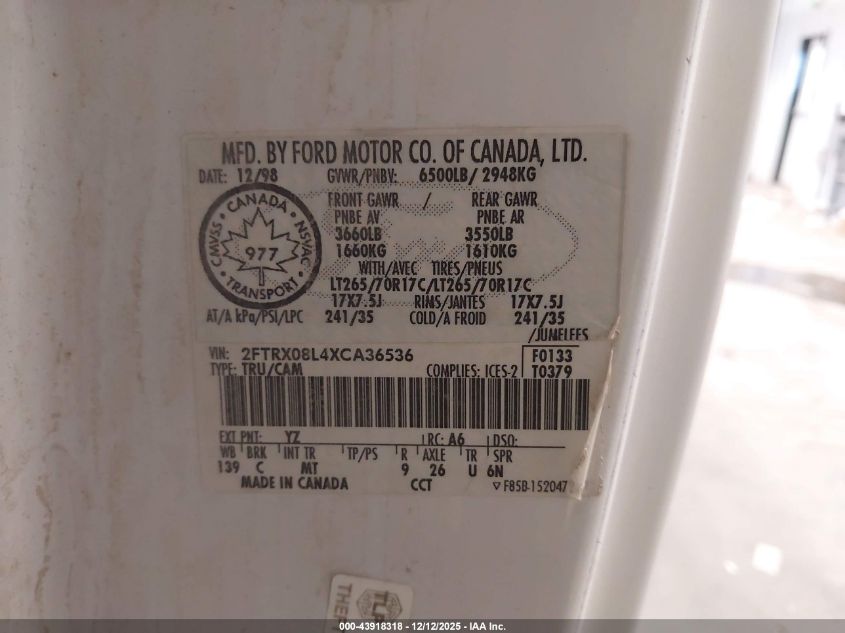 MFD. BY FORD MOTOR CO. OF CANADA, LTD.
DATE: 12/98 GVWR/PNBV: 6500LB/ 2948KG
FRONT GAWR / REAR GAWR
PNBE AV PNBE AR
3660LB 3550LB
1660KG 1610KG
WITH/AVEC TIRES/PNEUS
LT265/70R17C/LT265/70R17C
17X7.5J RIMS/JANTES 17X7.5J
AT/A kPa/PSI/LPC 241/35 COLD/A FROID 241/35
/JUMELEES
CANADA
CMVSS • NSVAC
977
TRANSPORT
VIN: 2FTRX08L4XCA36536 F0133
TYPE: TRU/CAM COMPLIES: ICES-2 T0379
EXT PNT: YZ RC: A6 DSO:
WB BRK INT TR TP/PS R AXLE TR SPR
139 C MT 9 26 U 6N
MADE IN CANADA CCT ▽ F85B-152047
000-43918318 - 12/12/2025 - IAA Inc.